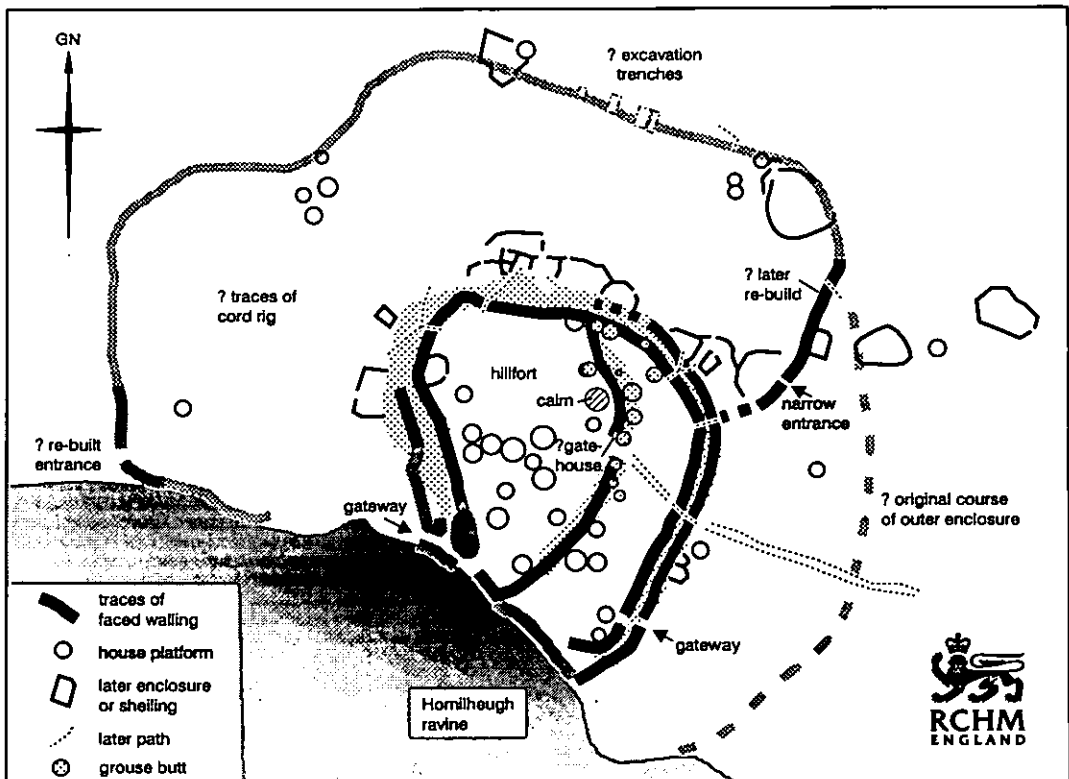 GN
? excavation
trenches
? traces of
cord rig
? later
re-build
hillfort
cairn
narrow
entrance
? gate-
house
? re-built
entrance
gateway
? original course
of outer enclosure
gateway
traces of
faced walling
house platform
later enclosure
or sheiling
later path
grouse butt
Hornilheugh
ravine
RCHM
ENGLAND